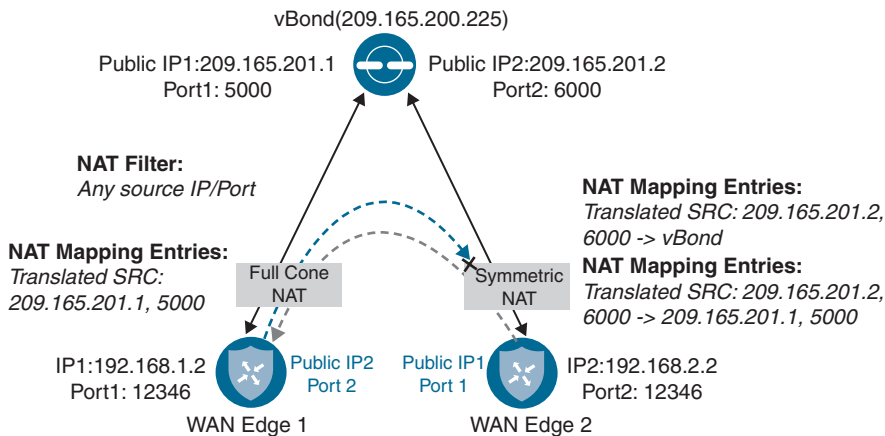 vBond(209.165.200.225)
Public IP1:209.165.201.1
Port1: 5000
Public IP2:209.165.201.2
Port2: 6000
NAT Filter:
Any source IP/Port
NAT Mapping Entries:
Translated SRC: 209.165.201.2,
6000 -> vBond
NAT Mapping Entries:
Translated SRC: 209.165.201.2,
6000 -> 209.165.201.1, 5000
NAT Mapping Entries:
Translated SRC:
209.165.201.1, 5000
Full Cone
NAT
Symmetric
NAT
IP1:192.168.1.2
Port1: 12346
Public IP2
Port 2
Public IP1
Port 1
IP2:192.168.2.2
Port2: 12346
WAN Edge 1
WAN Edge 2